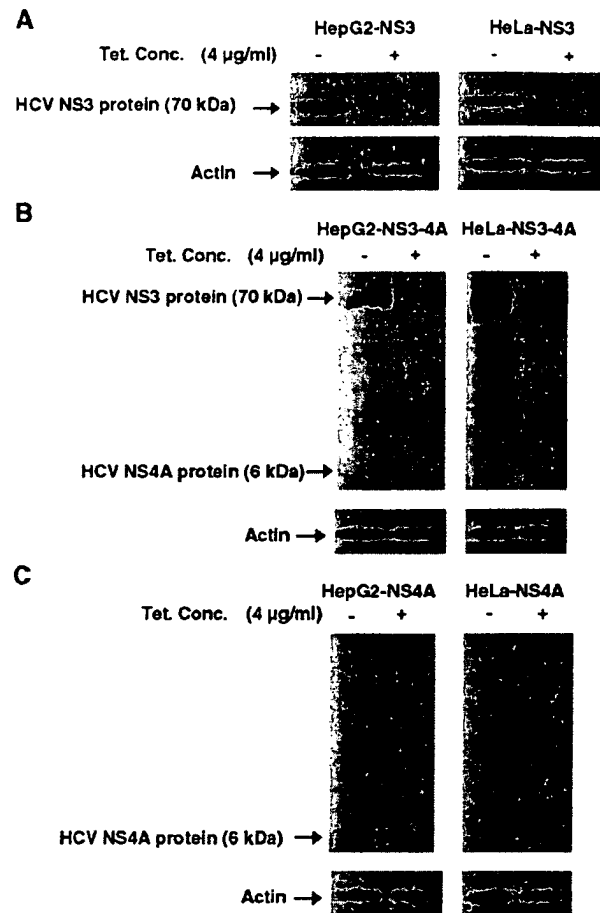 A
HepG2-NS3 HeLa-NS3
Tet. Conc. (4 µg/ml) - + - +
HCV NS3 protein (70 kDa)
Actin
B
HepG2-NS3-4A HeLa-NS3-4A
Tet. Conc. (4 µg/ml) - + - +
HCV NS3 protein (70 kDa)
HCV NS4A protein (6 kDa)
Actin
C
HepG2-NS4A HeLa-NS4A
Tet. Conc. (4 µg/ml) - + - +
HCV NS4A protein (6 kDa)
Actin